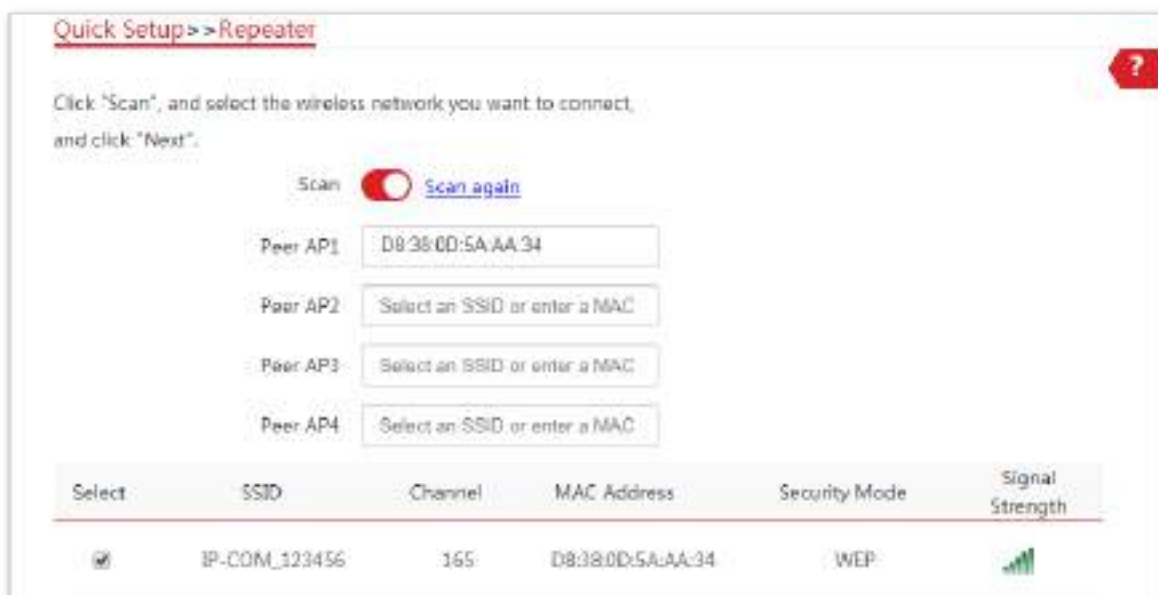 Quick Setup>>Repeater
?
Click "Scan", and select the wireless network you want to connect,
and click "Next".
Scan Scan again
Peer AP1 D8:38:0D:5A:AA:34
Peer AP2 Select an SSID or enter a MAC
Peer AP3 Select an SSID or enter a MAC
Peer AP4 Select an SSID or enter a MAC
Select SSID Channel MAC Address Security Mode Signal
Strength
IP-COM_123456 165 D8:38:0D:5A:AA:34 WEP